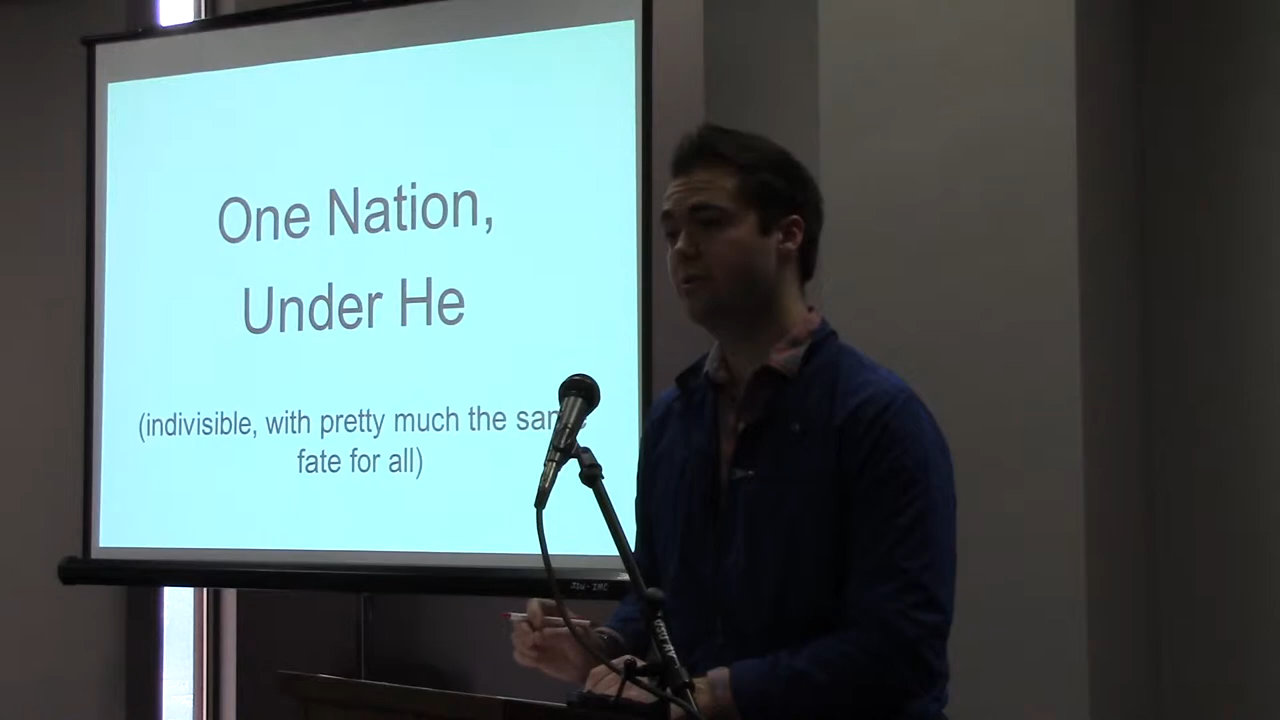 One Nation,
Under He
(indivisible, with pretty much the same
fate for all)